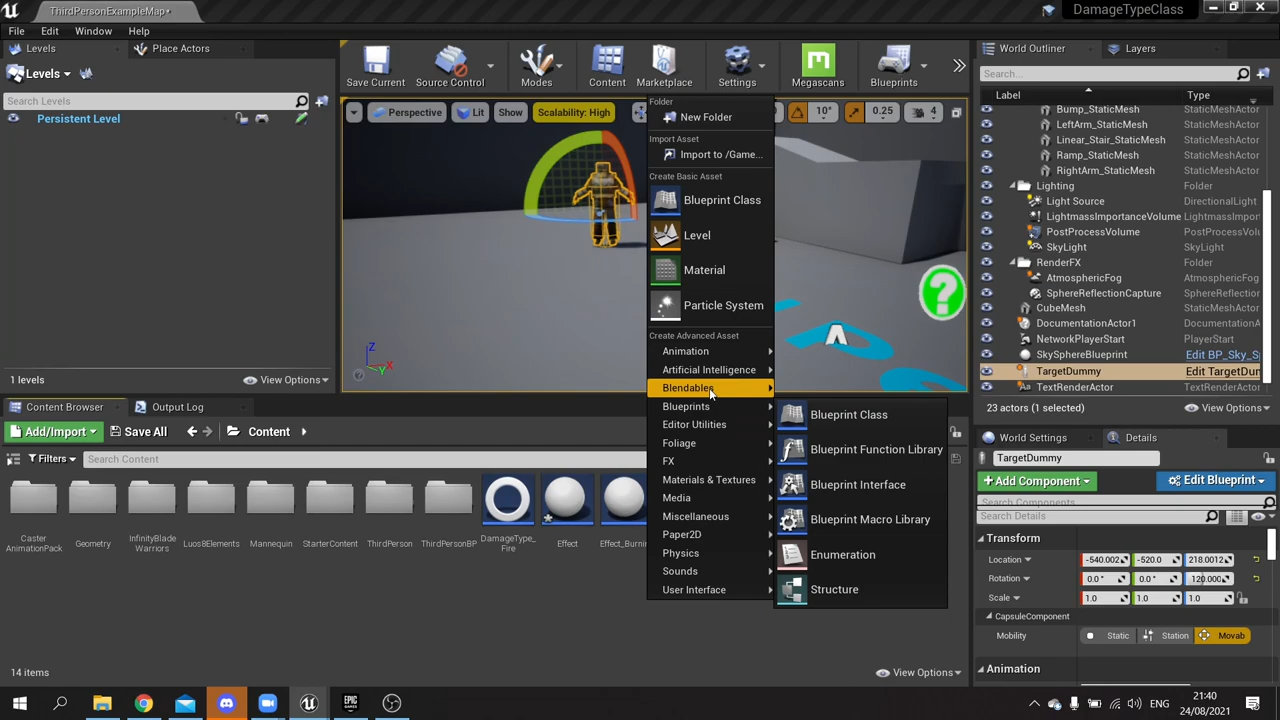 ThirdPersonExampleMap•
DamageTypeClass
File
Edit
Window
Help
Levels
Place Actors
World Outliner
Layers
Levels
Save Current
Source Control
Modes
Content
Marketplace
Settings
Megascans
Blueprints
Search...
Search Levels
Label
Type
Persistent Level
Perspective
Lit
Show
Scalability: High
10°
0.25
4
Bump_StaticMesh
StaticMeshActor
LeftArm_StaticMesh
StaticMeshActor
Linear_Stair_StaticMesh
StaticMeshActor
Ramp_StaticMesh
StaticMeshActor
RightArm_StaticMesh
StaticMeshActor
Lighting
Folder
Light Source
DirectionalLight
LightmassImportanceVolume
LightmassImpor
PostProcessVolume
PostProcessVolu
SkyLight
SkyLight
RenderFX
Folder
AtmosphericFog
AtmosphericFog
SphereReflectionCapture
SphereReflection
CubeMesh
StaticMeshActor
DocumentationActor1
DocumentationA
NetworkPlayerStart
PlayerStart
SkySphereBlueprint
Edit BP_Sky_S
TargetDummy
Edit TargetDun
TextRenderActor
TextRenderActor
23 actors (1 selected)
View Options
Folder
New Folder
Import Asset
Import to /Game...
Create Basic Asset
Blueprint Class
Level
Material
Particle System
Create Advanced Asset
Animation
Artificial Intelligence
Blendables
Blueprints
Editor Utilities
Foliage
FX
Materials & Textures
Media
Miscellaneous
Paper2D
Physics
Sounds
User Interface
Blueprint Class
Blueprint Function Library
Blueprint Interface
Blueprint Macro Library
Enumeration
Structure
Z
X
Y
1 levels
View Options
Content Browser
Output Log
Add/Import
Save All
Content
Filters
Search Content
Caster
AnimationPack
Geometry
InfinityBlade
Warriors
Luos8Elements
Mannequin
StarterContent
ThirdPerson
ThirdPersonBP
DamageType_
Fire
Effect
Effect_Burnin
14 items
View Options
World Settings
Details
TargetDummy
Add Component
Edit Blueprint
Search Components
Search Details
Transform
Location
-540.002
-520.0
218.0012
Rotation
0.0 °
0.0 °
120.000
Scale
1.0
1.0
1.0
CapsuleComponent
Mobility
Static
Station
Movab
Animation
EPIC
GAMES
ENG
21:40
24/08/2021